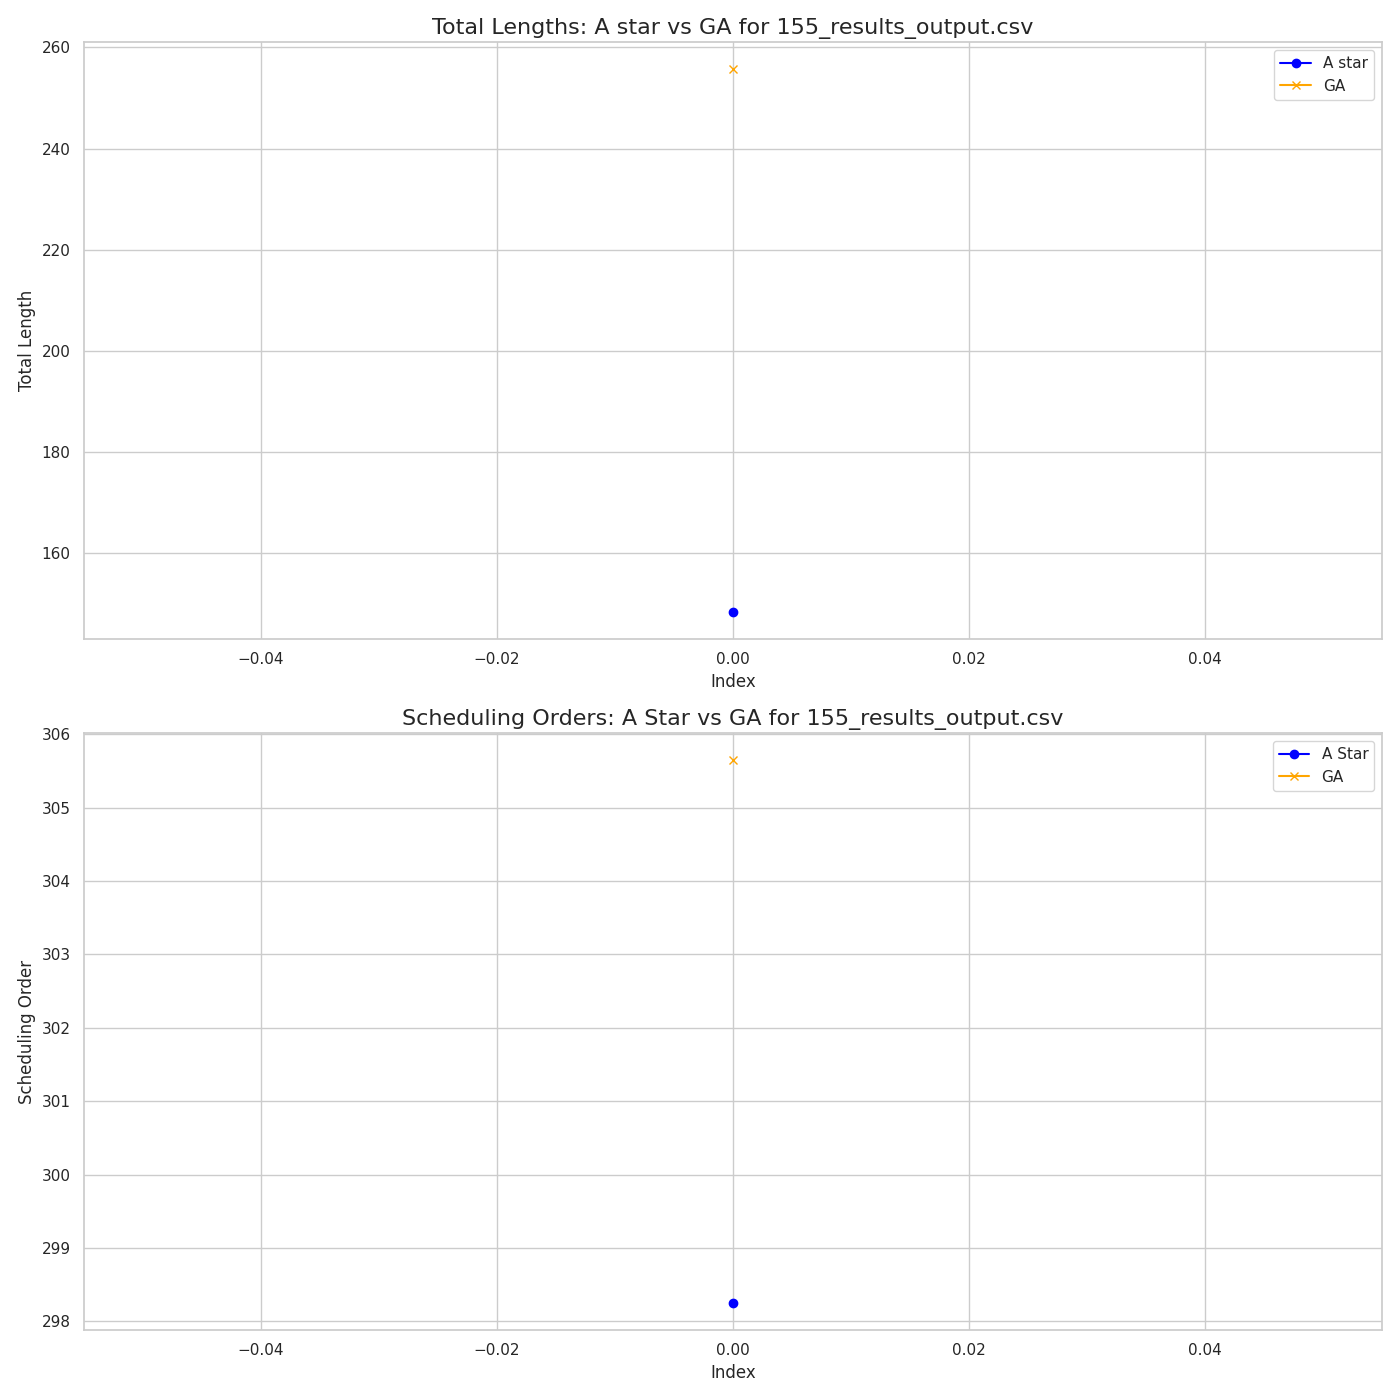 Total Lengths: A star vs GA for 155_results_output.csv
260
240
220
200
180
160
Total Length
A star
GA
−0.04
−0.02
0.00
0.02
0.04
Index
Scheduling Orders: A Star vs GA for 155_results_output.csv
306
305
304
303
302
301
300
299
298
Scheduling Order
A Star
GA
−0.04
−0.02
0.00
0.02
0.04
Index